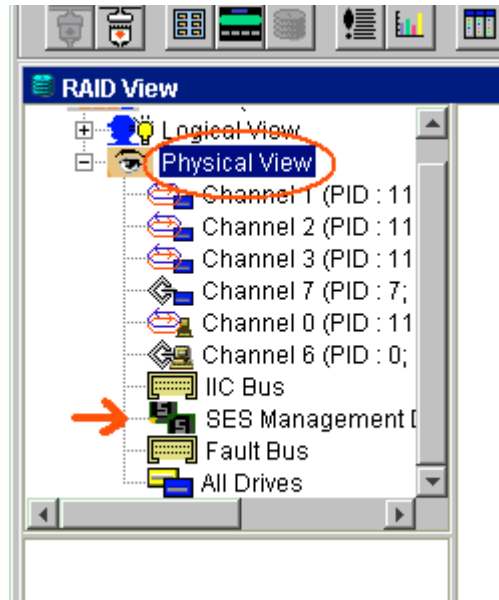 RAID View
Logical View
Physical View
Channel 1 (PID : 11
Channel 2 (PID : 11
Channel 3 (PID : 11
Channel 7 (PID : 7;
Channel 0 (PID : 11
Channel 6 (PID : 0;
IIC Bus
SES Management D
Fault Bus
All Drives